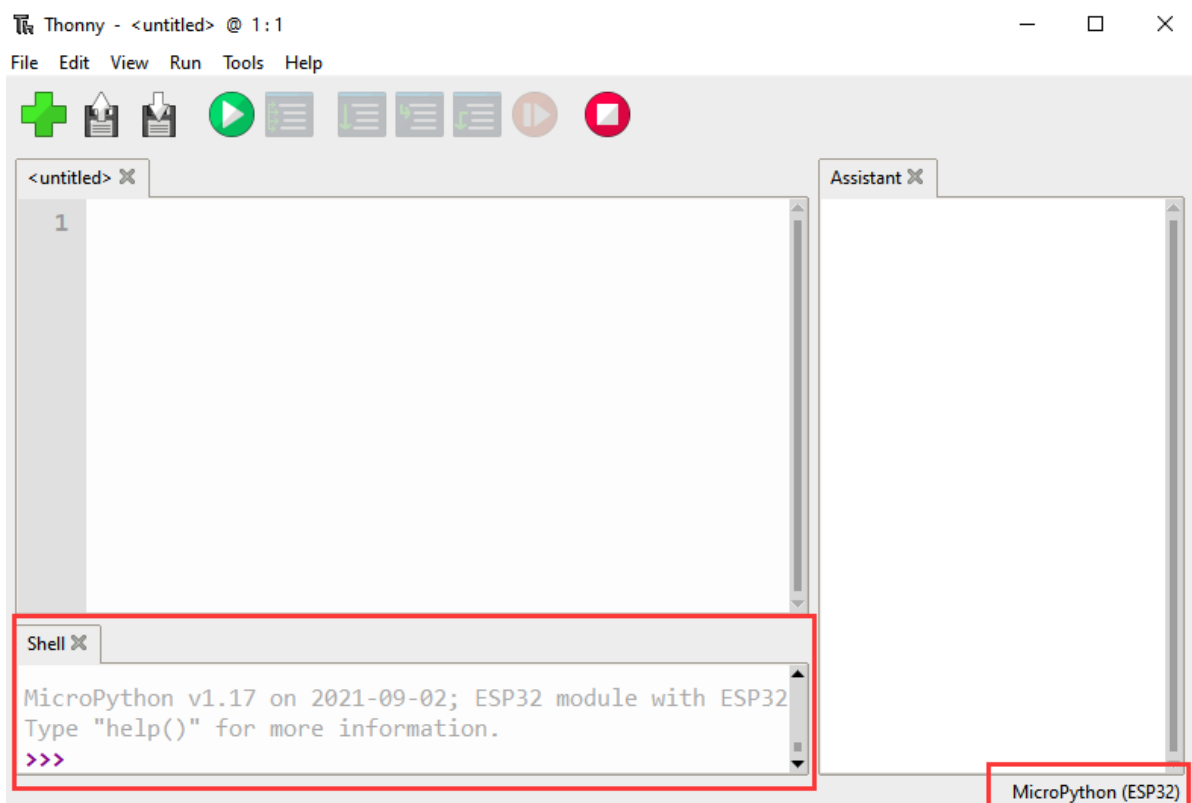 Thonny - <untitled> @ 1:1
File Edit View Run Tools Help
<untitled>
Assistant
1
Shell
MicroPython v1.17 on 2021-09-02; ESP32 module with ESP32
Type "help()" for more information.
>>>
MicroPython (ESP32)